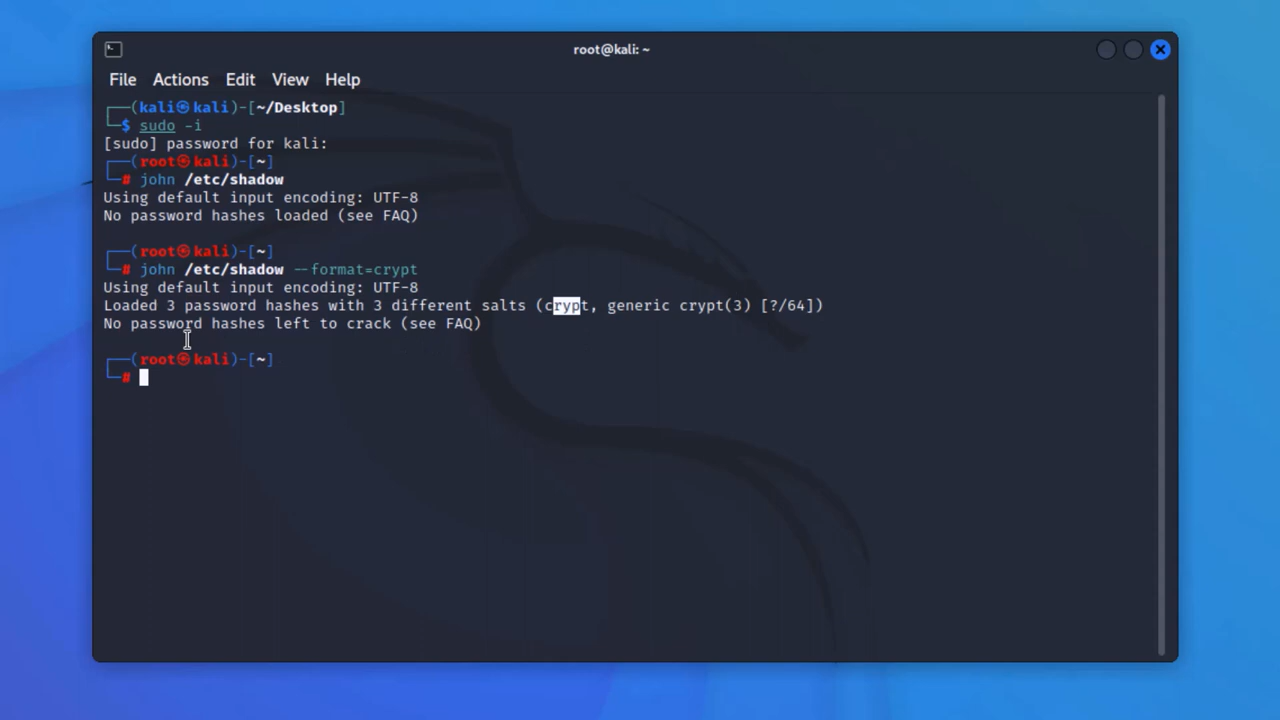 root@kali: ~
File Actions Edit View Help
┌──(kali㉿kali)-[~/Desktop]
└─$ sudo -i
[sudo] password for kali:
┌──(root㉿kali)-[~]
└─# john /etc/shadow
Using default input encoding: UTF-8
No password hashes loaded (see FAQ)
┌──(root㉿kali)-[~]
└─# john /etc/shadow --format=crypt
Using default input encoding: UTF-8
Loaded 3 password hashes with 3 different salts (crypt, generic crypt(3) [?/64])
No password hashes left to crack (see FAQ)
┌──(root㉿kali)-[~]
└─#